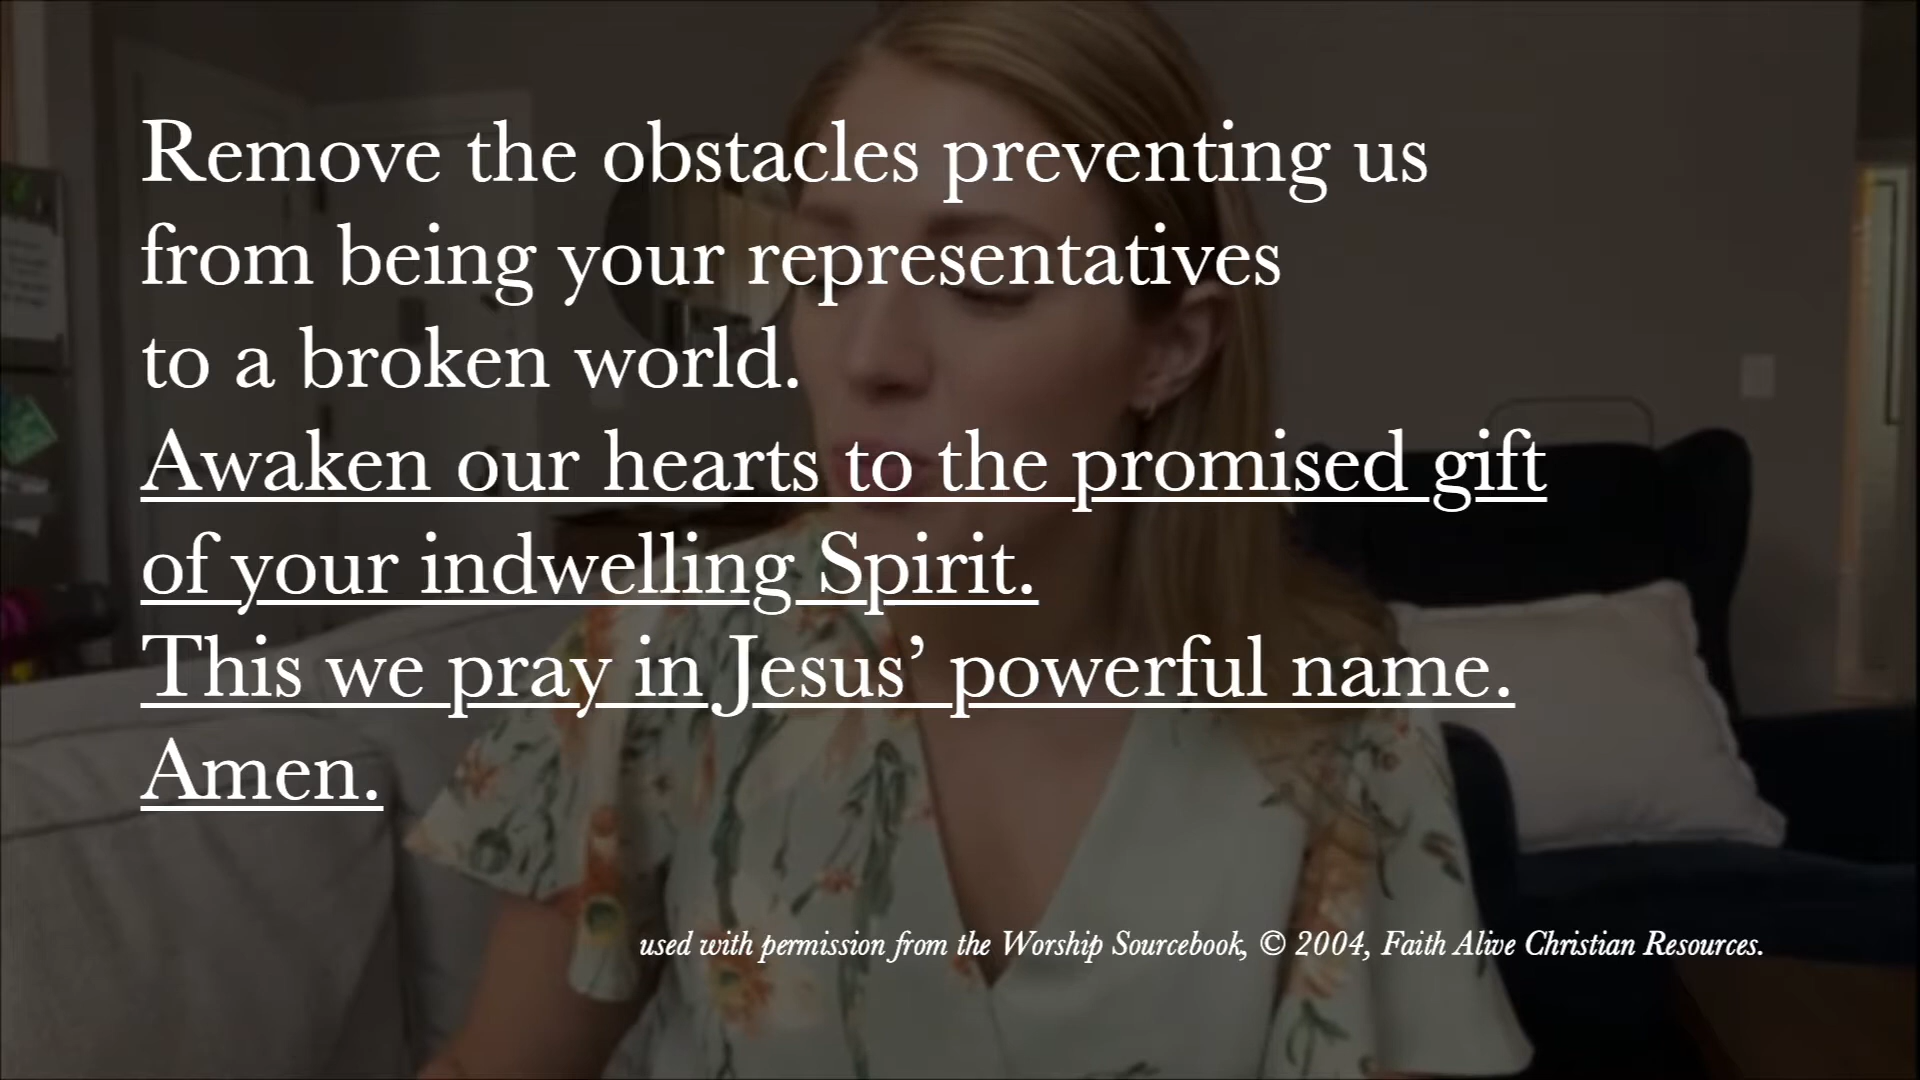 Remove the obstacles preventing us
from being your representatives
to a broken world.
Awaken our hearts to the promised gift
of your indwelling Spirit.
This we pray in Jesus’ powerful name.
Amen.
used with permission from the Worship Sourcebook, © 2004, Faith Alive Christian Resources.